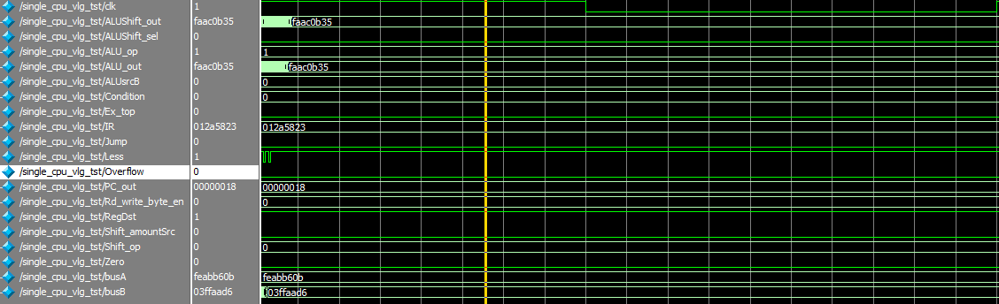 /single_cpu_vlg_tst/clk 1
/single_cpu_vlg_tst/ALUShift_out faac0b35 faac0b35
/single_cpu_vlg_tst/ALUShift_sel 0
/single_cpu_vlg_tst/ALU_op 1 1
/single_cpu_vlg_tst/ALU_out faac0b35 faac0b35
/single_cpu_vlg_tst/ALUsrcB 0 0
/single_cpu_vlg_tst/Condition 0 0
/single_cpu_vlg_tst/Ex_top 0
/single_cpu_vlg_tst/IR 012a5823 012a5823
/single_cpu_vlg_tst/Jump 0
/single_cpu_vlg_tst/Less 1
/single_cpu_vlg_tst/Overflow 0
/single_cpu_vlg_tst/PC_out 00000018 00000018
/single_cpu_vlg_tst/Rd_write_byte_en 0 0
/single_cpu_vlg_tst/RegDst 1
/single_cpu_vlg_tst/Shift_amountSrc 0
/single_cpu_vlg_tst/Shift_op 0 0
/single_cpu_vlg_tst/Zero 0
/single_cpu_vlg_tst/busA feabb60b feabb60b
/single_cpu_vlg_tst/busB 03ffaad6 03ffaad6